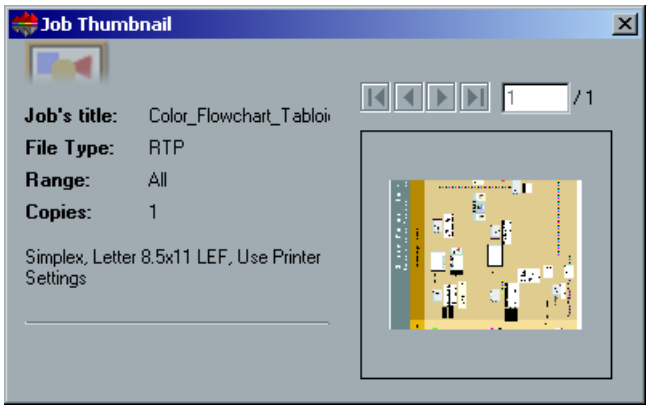 Job Thumbnail
1 / 1
Job's title: Color_Flowchart_Tabloi
File Type: RTP
Range: All
Copies: 1
Simplex, Letter 8.5x11 LEF, Use Printer
Settings